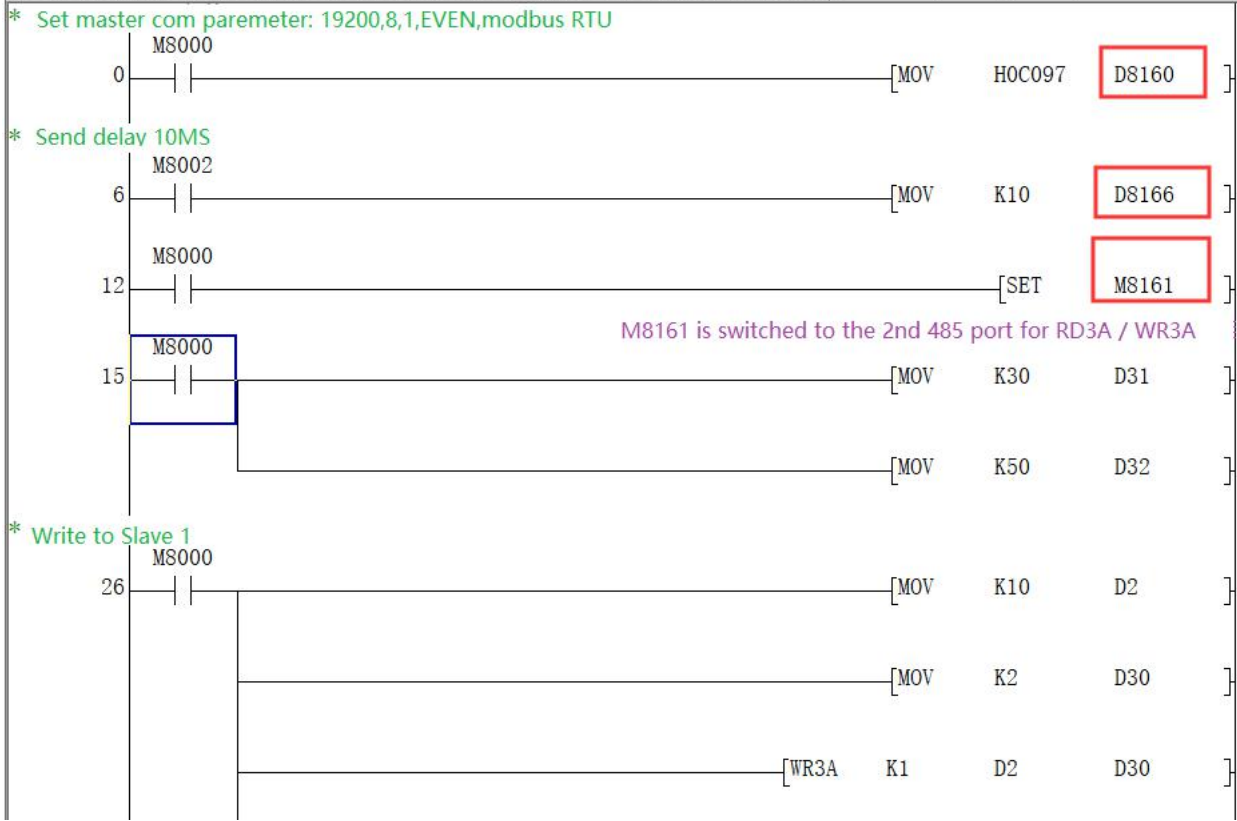 * Set master com paremeter: 19200,8,1,EVEN,modbus RTU
M8000
0 [MOV H0C097 D8160 ]
* Send delay 10MS
M8002
6 [MOV K10 D8166 ]
M8000
12 [SET M8161 ]
M8161 is switched to the 2nd 485 port for RD3A / WR3A
M8000
15 [MOV K30 D31 ]
[MOV K50 D32 ]
* Write to Slave 1
M8000
26 [MOV K10 D2 ]
[MOV K2 D30 ]
[WR3A K1 D2 D30 ]